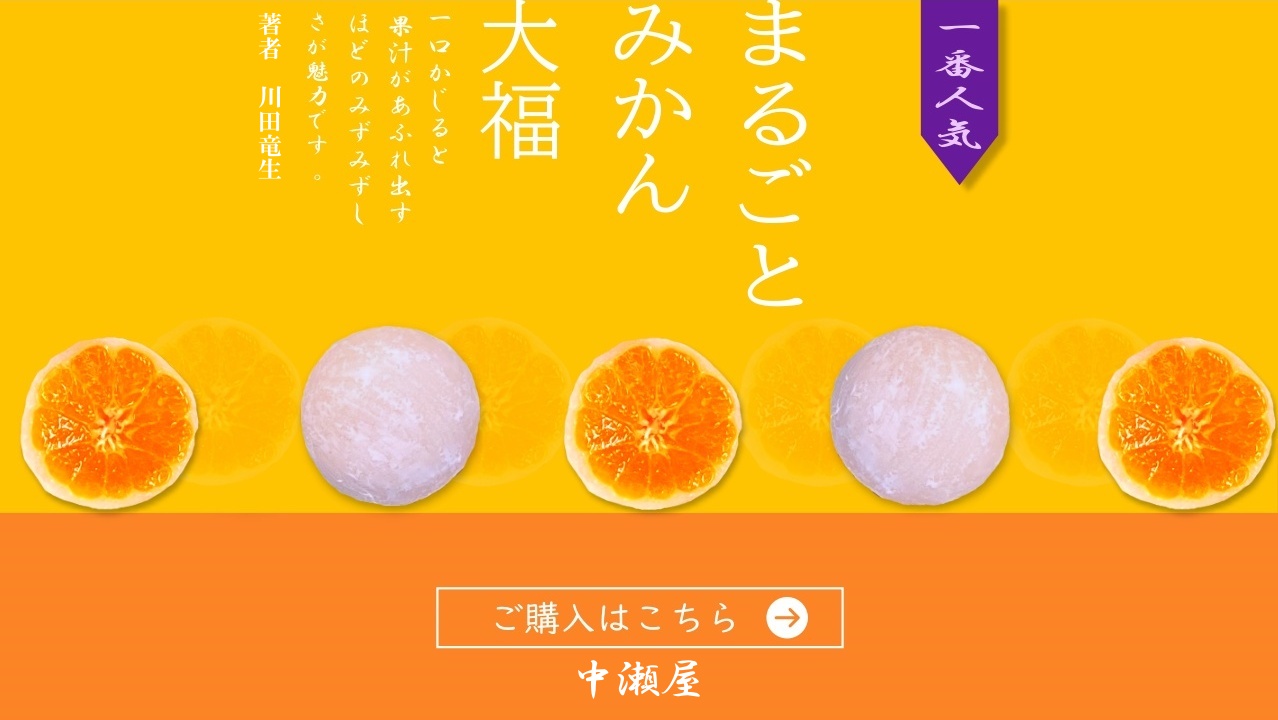 一番人気
まるごと
みかん
大福
一口かじると
果汁があふれ出す
ほどのみずみずし
さが魅力です。
著者 川田竜生
ご購入はこちら
中瀬屋